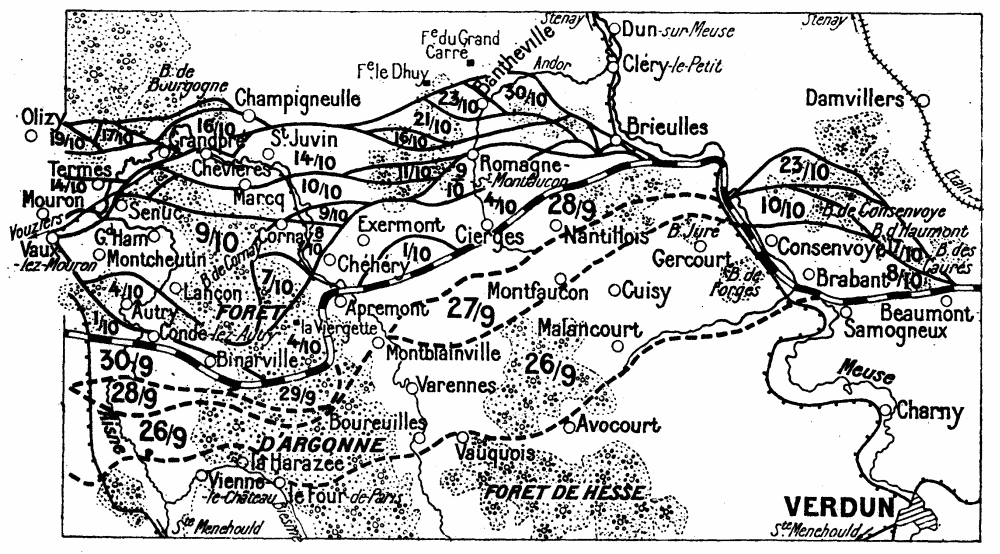 Stenay
Stenay
Dun-sur-Meuse
Fe du Grand
Carré
Bantheville
Andor
Cléry-le-Petit
Fe le Dhuy
B. de
Bourgogne
Champigneulle
23/10
30/10
Damvillers
Olizy
19/10
17/10
16/10
21/10
Grandpré
St Juvin
16/10
Brieulles
Chevières
14/10
Termes
14/10
11/10
Romagne-
s/s Montfaucon
9
10
23/10
Marcq
10/10
Mouron
Senuc
4/10
28/9
10/10
B. de Consenvoye
Vouziers
9/10
9/10
Exermont
Cierges
Nantillois
B. Juré
B. d'Haumont
Vaux
-lez-Mouron
Gd Ham
Cornay
8
10
1/10
Consenvoye
17/10
B. des
Caures
Montcheutin
B. de Cornay
Chéhéry
Gercourt
Brabant
8/10
4/10
Lançon
7/10
Montfaucon
Cuisy
B. de
Forges
Autry
FORÊT
Apremont
27/9
Beaumont
1/10
Condé-lez-Autry
4/10
la Viergette
Malancourt
Samogneux
30/9
Binarville
Montblainville
26/9
Meuse
28/9
29/9
Varennes
Aisne
26/9
Boureuilles
Charny
D'ARGONNE
Avocourt
la Harazée
Vauquois
Vienne
-le-Château
le Four-de-Paris
FORET DE HESSE
VERDUN
Ste Menehould
Ste Menehould